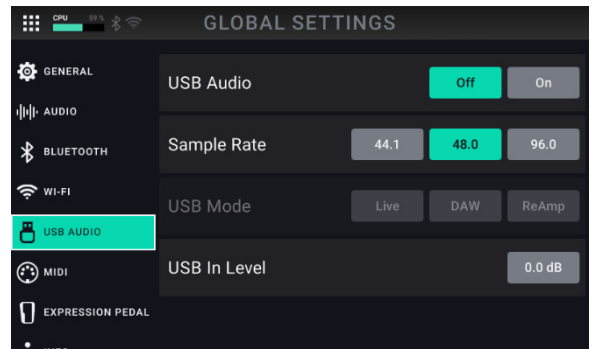 CPU 59 % GLOBAL SETTINGS
GENERAL
AUDIO
BLUETOOTH
WI-FI
USB AUDIO
MIDI
EXPRESSION PEDAL
USB Audio Off On
Sample Rate 44.1 48.0 96.0
USB Mode Live DAW ReAmp
USB In Level 0.0 dB